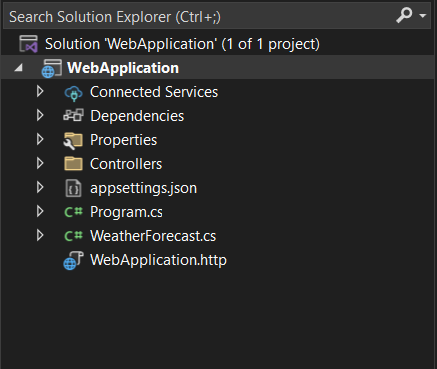 Search Solution Explorer (Ctrl+;)
Solution 'WebApplication' (1 of 1 project)
WebApplication
Connected Services
Dependencies
Properties
Controllers
appsettings.json
C# Program.cs
C# WeatherForecast.cs
WebApplication.http